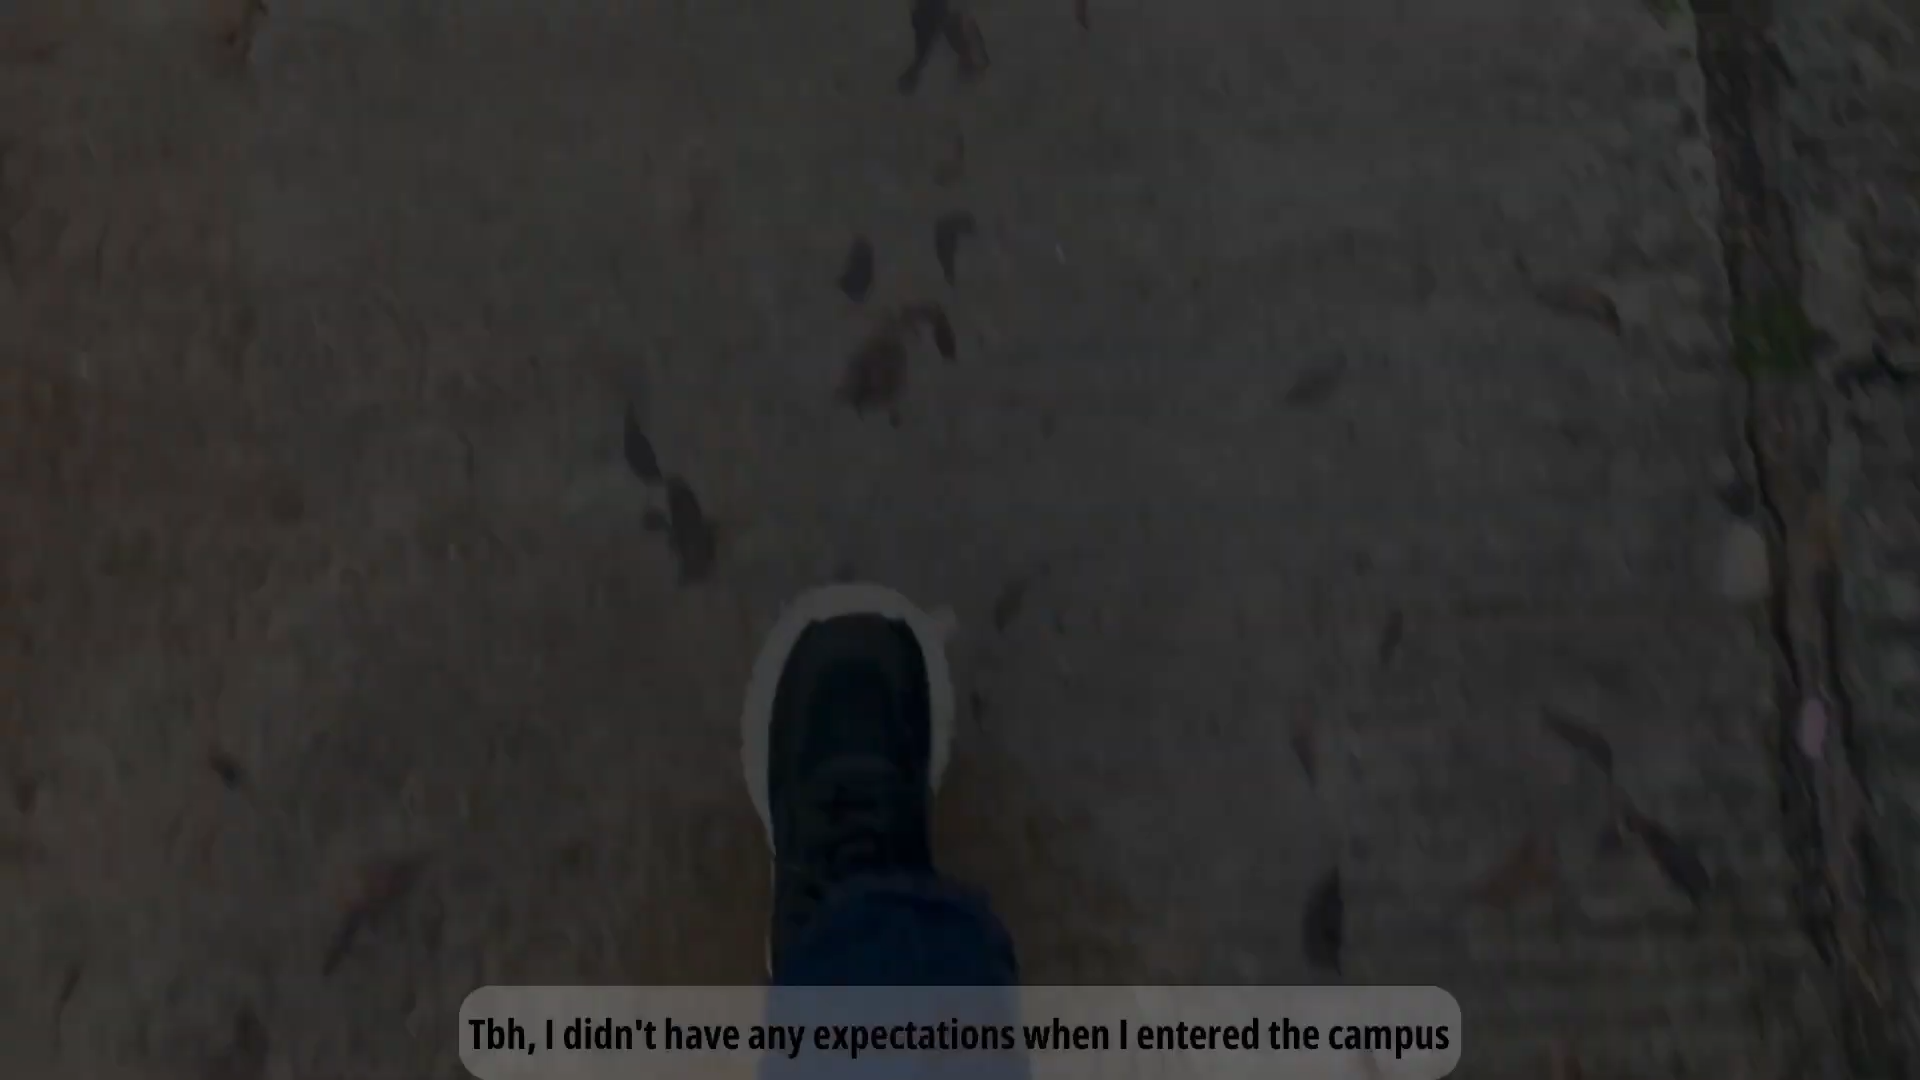 Tbh, I didn't have any expectations when I entered the campus